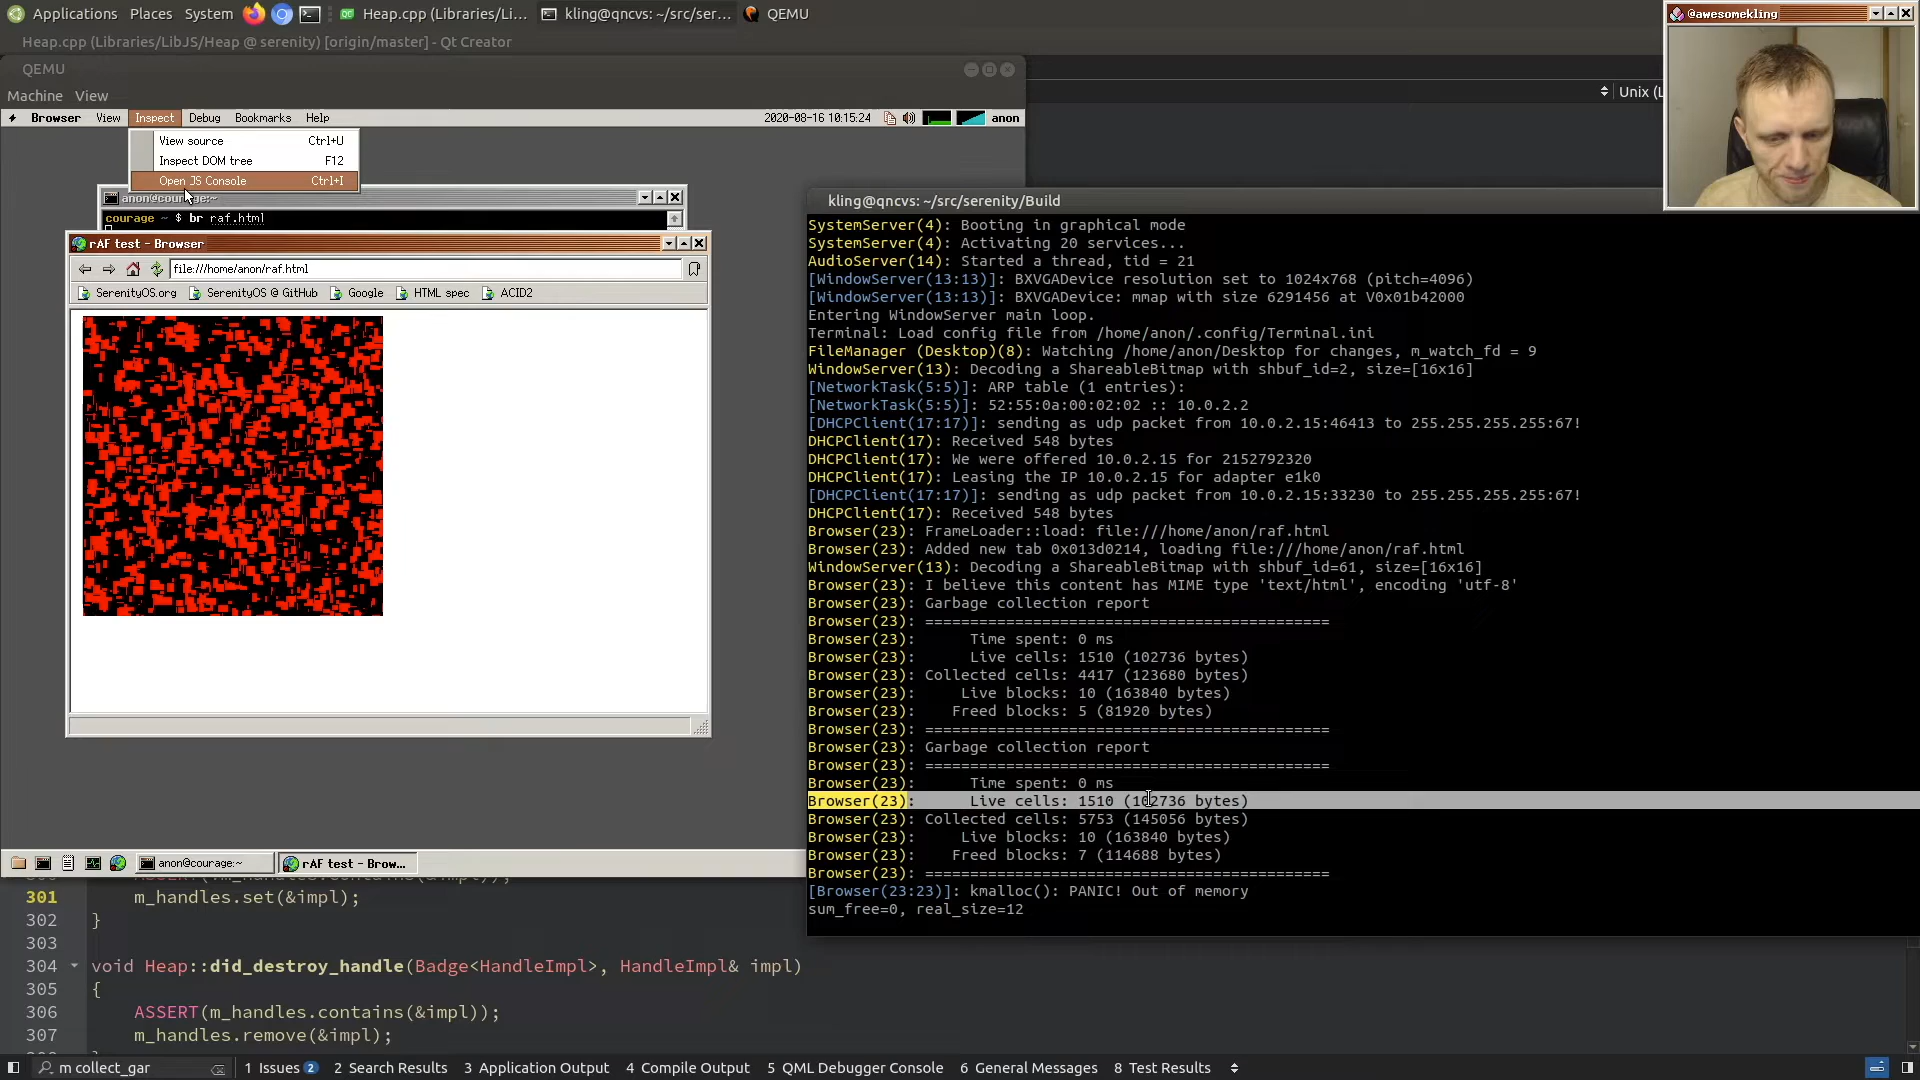 Applications Places System Heap.cpp (Libraries/Li... kling@qncvs: ~/src/ser... QEMU
@awesomekling
Heap.cpp (Libraries/LibJS/Heap @ serenity) [origin/master] - Qt Creator
QEMU
Machine View
Unix (L
Browser View Inspect Debug Bookmarks Help 2020-08-16 10:15:24 anon
View source Ctrl+U
Inspect DOM tree F12
Open JS Console Ctrl+I
anon@courage:~
courage ~ $ br raf.html
rAF test - Browser
file:///home/anon/raf.html
SerenityOS.org SerenityOS @ GitHub Google HTML spec ACID2
anon@courage:~ rAF test - Brow...
kling@qncvs: ~/src/serenity/Build
SystemServer(4): Booting in graphical mode
SystemServer(4): Activating 20 services...
AudioServer(14): Started a thread, tid = 21
[WindowServer(13:13)]: BXVGADevice resolution set to 1024x768 (pitch=4096)
[WindowServer(13:13)]: BXVGADevice: mmap with size 6291456 at V0x01b42000
Entering WindowServer main loop.
Terminal: Load config file from /home/anon/.config/Terminal.ini
FileManager (Desktop)(8): Watching /home/anon/Desktop for changes, m_watch_fd = 9
WindowServer(13): Decoding a ShareableBitmap with shbuf_id=2, size=[16x16]
[NetworkTask(5:5)]: ARP table (1 entries):
[NetworkTask(5:5)]: 52:55:0a:00:02:02 :: 10.0.2.2
[DHCPClient(17:17)]: sending as udp packet from 10.0.2.15:46413 to 255.255.255.255:67!
DHCPClient(17): Received 548 bytes
DHCPClient(17): We were offered 10.0.2.15 for 2152792320
DHCPClient(17): Leasing the IP 10.0.2.15 for adapter e1k0
[DHCPClient(17:17)]: sending as udp packet from 10.0.2.15:33230 to 255.255.255.255:67!
DHCPClient(17): Received 548 bytes
Browser(23): FrameLoader::load: file:///home/anon/raf.html
Browser(23): Added new tab 0x013d0214, loading file:///home/anon/raf.html
WindowServer(13): Decoding a ShareableBitmap with shbuf_id=61, size=[16x16]
Browser(23): I believe this content has MIME type 'text/html', encoding 'utf-8'
Browser(23): Garbage collection report
Browser(23): =============================================
Browser(23): Time spent: 0 ms
Browser(23): Live cells: 1510 (102736 bytes)
Browser(23): Collected cells: 4417 (123680 bytes)
Browser(23): Live blocks: 10 (163840 bytes)
Browser(23): Freed blocks: 5 (81920 bytes)
Browser(23): =============================================
Browser(23): Garbage collection report
Browser(23): =============================================
Browser(23): Time spent: 0 ms
Browser(23): Live cells: 1510 (102736 bytes)
Browser(23): Collected cells: 5753 (145056 bytes)
Browser(23): Live blocks: 10 (163840 bytes)
Browser(23): Freed blocks: 7 (114688 bytes)
Browser(23): =============================================
[Browser(23:23)]: kmalloc(): PANIC! Out of memory
sum_free=0, real_size=12
301 m_handles.set(&impl);
302 }
303
304 void Heap::did_destroy_handle(Badge<HandleImpl>, HandleImpl& impl)
305 {
306 ASSERT(m_handles.contains(&impl));
307 m_handles.remove(&impl);
m collect_gar 1 Issues 2 2 Search Results 3 Application Output 4 Compile Output 5 QML Debugger Console 6 General Messages 8 Test Results